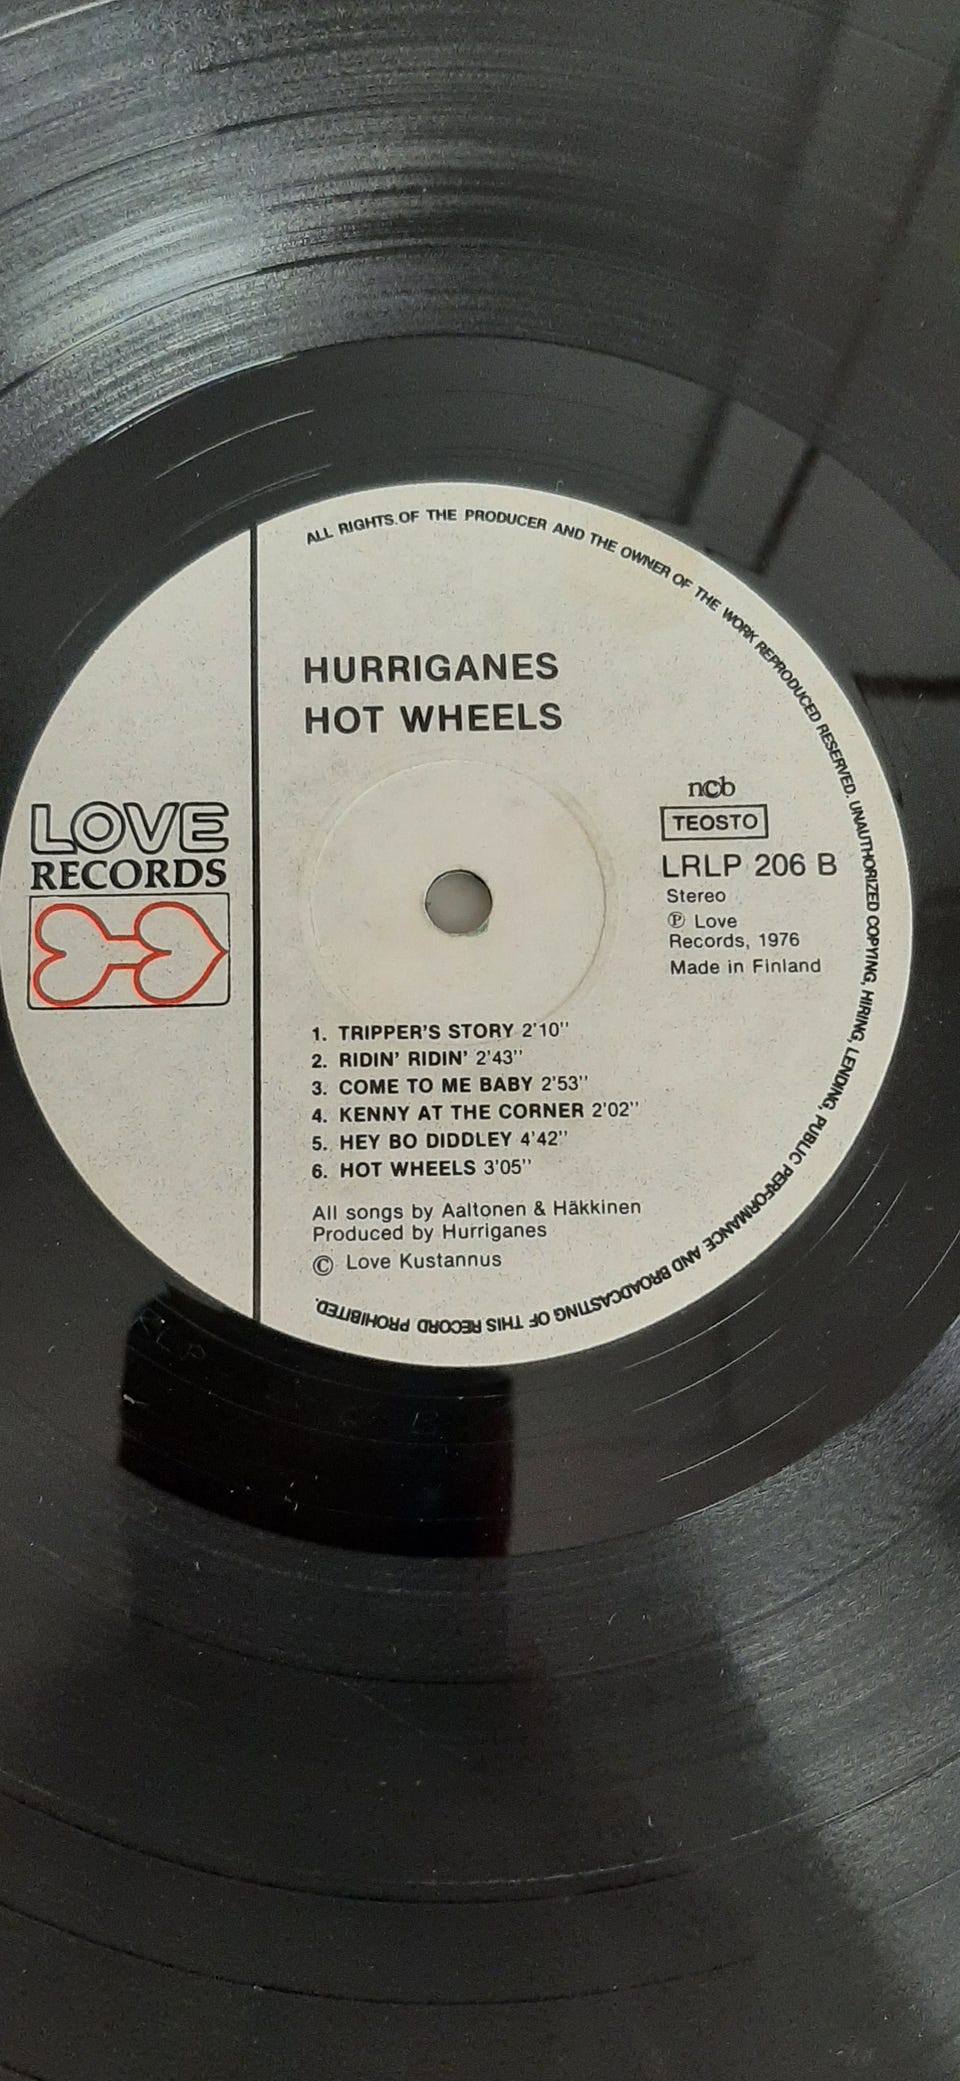 ALL RIGHTS OF THE PRODUCER AND THE OWNER OF THE WORK REPRODUCED RESERVED. UNAUTHORIZED COPYING, HIRING, LENDING, PUBLIC PERFORMANCE AND BROADCASTING OF THIS RECORD PROHIBITED.
HURRIGANES
HOT WHEELS
LOVE
RECORDS
ncb
TEOSTO
LRLP 206 B
Stereo
℗ Love
Records, 1976
Made in Finland
1. TRIPPER'S STORY 2'10''
2. RIDIN' RIDIN' 2'43''
3. COME TO ME BABY 2'53''
4. KENNY AT THE CORNER 2'02''
5. HEY BO DIDDLEY 4'42''
6. HOT WHEELS 3'05''
All songs by Aaltonen & Häkkinen
Produced by Hurriganes
© Love Kustannus